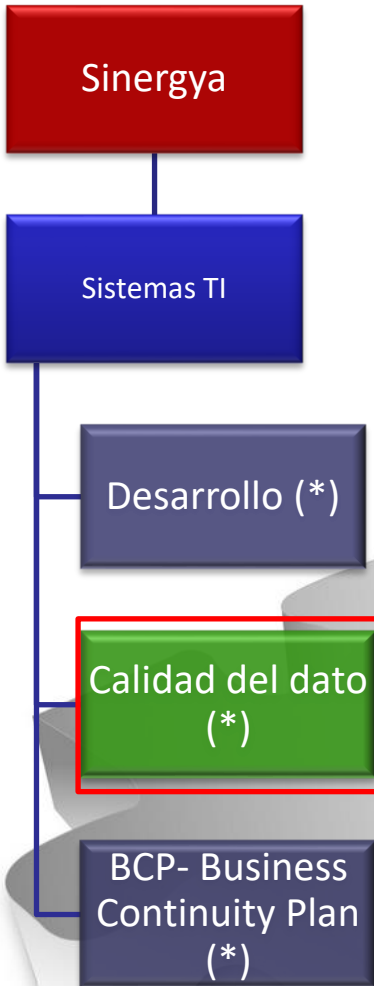 Sinergya
Sistemas TI
Desarrollo (*)
Calidad del dato
(*)
BCP- Business
Continuity Plan
(*)